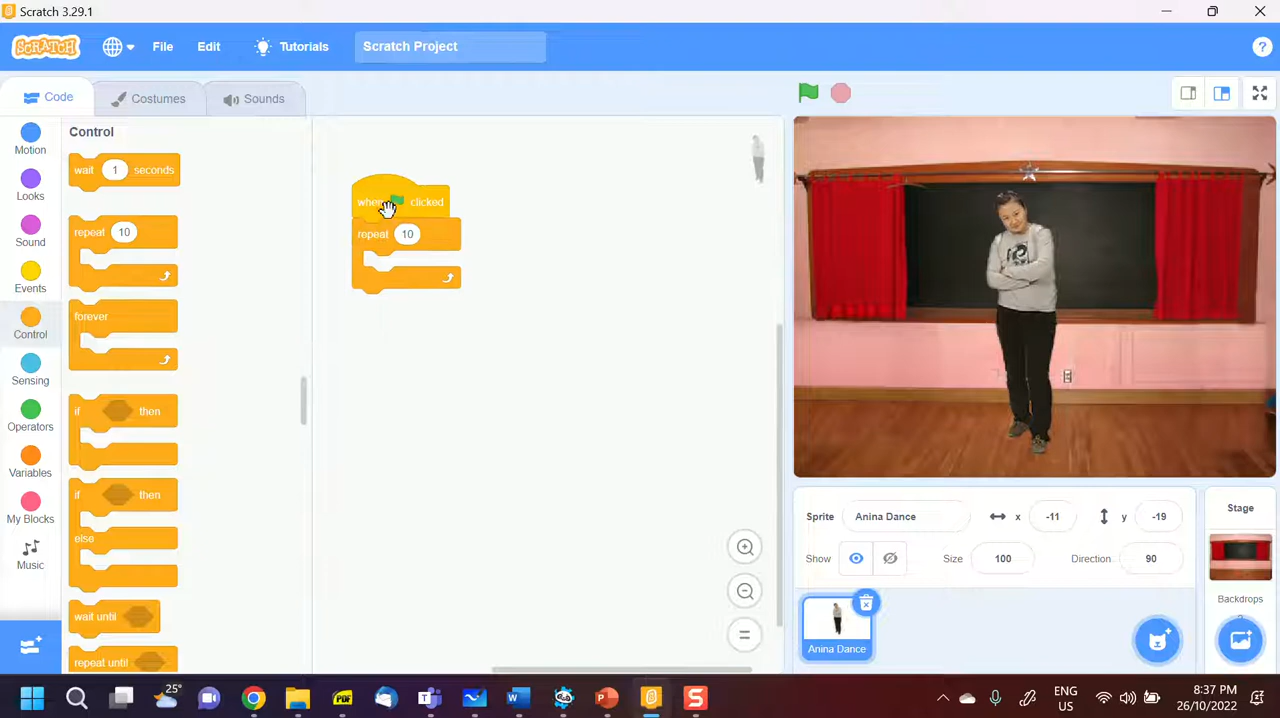 Scratch 3.29.1
SCRATCH File Edit Tutorials Scratch Project ?
Code Costumes Sounds
Motion
Looks
Sound
Events
Control
Sensing
Operators
Variables
My Blocks
Music
Control
wait 1 seconds
repeat 10
forever
if then
if then
else
wait until
repeat until
when clicked
repeat 10
Sprite Anina Dance x -11 y -19
Show Size 100 Direction 90
Anina Dance
Stage
Backdrops
25°
PDF
ENG
US
8:37 PM
26/10/2022